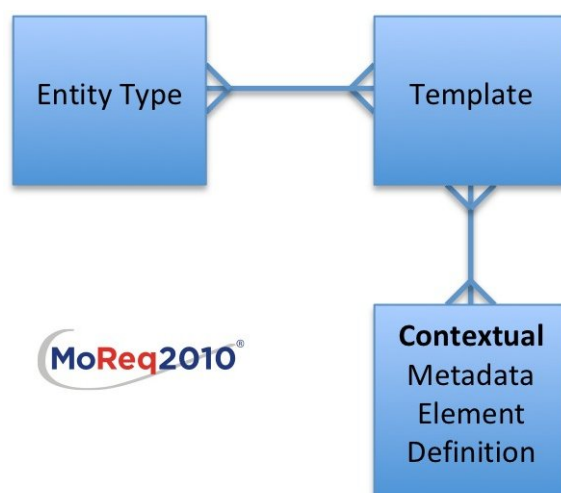 Entity Type
Template
MoReq2010®
Contextual
Metadata
Element
Definition